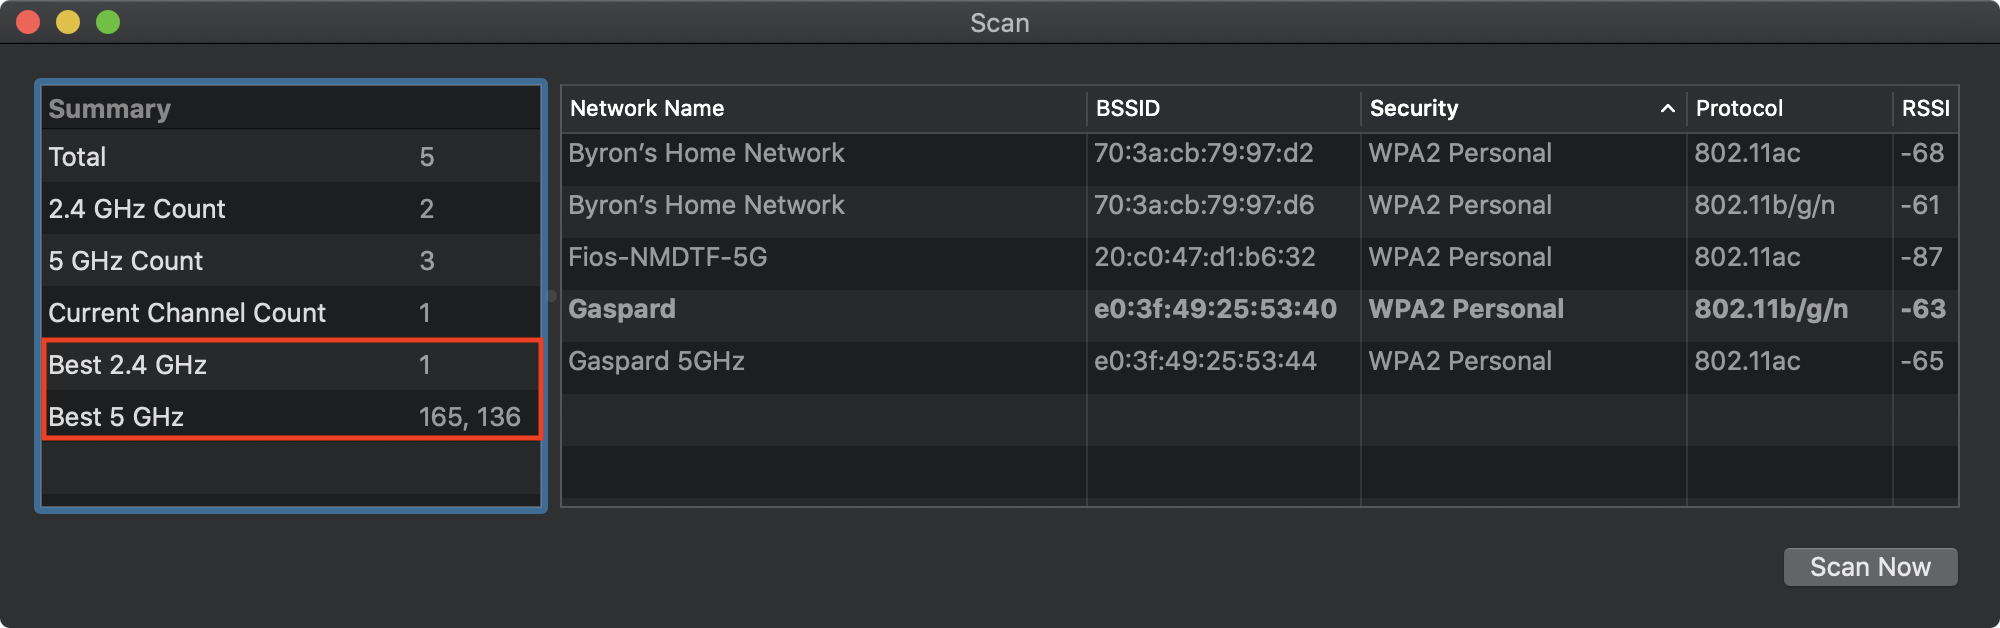 Scan
Summary
Total 5
2.4 GHz Count 2
5 GHz Count 3
Current Channel Count 1
Best 2.4 GHz 1
Best 5 GHz 165, 136
Network Name BSSID Security Protocol RSSI
Byron’s Home Network 70:3a:cb:79:97:d2 WPA2 Personal 802.11ac -68
Byron’s Home Network 70:3a:cb:79:97:d6 WPA2 Personal 802.11b/g/n -61
Fios-NMDTF-5G 20:c0:47:d1:b6:32 WPA2 Personal 802.11ac -87
Gaspard e0:3f:49:25:53:40 WPA2 Personal 802.11b/g/n -63
Gaspard 5GHz e0:3f:49:25:53:44 WPA2 Personal 802.11ac -65
Scan Now